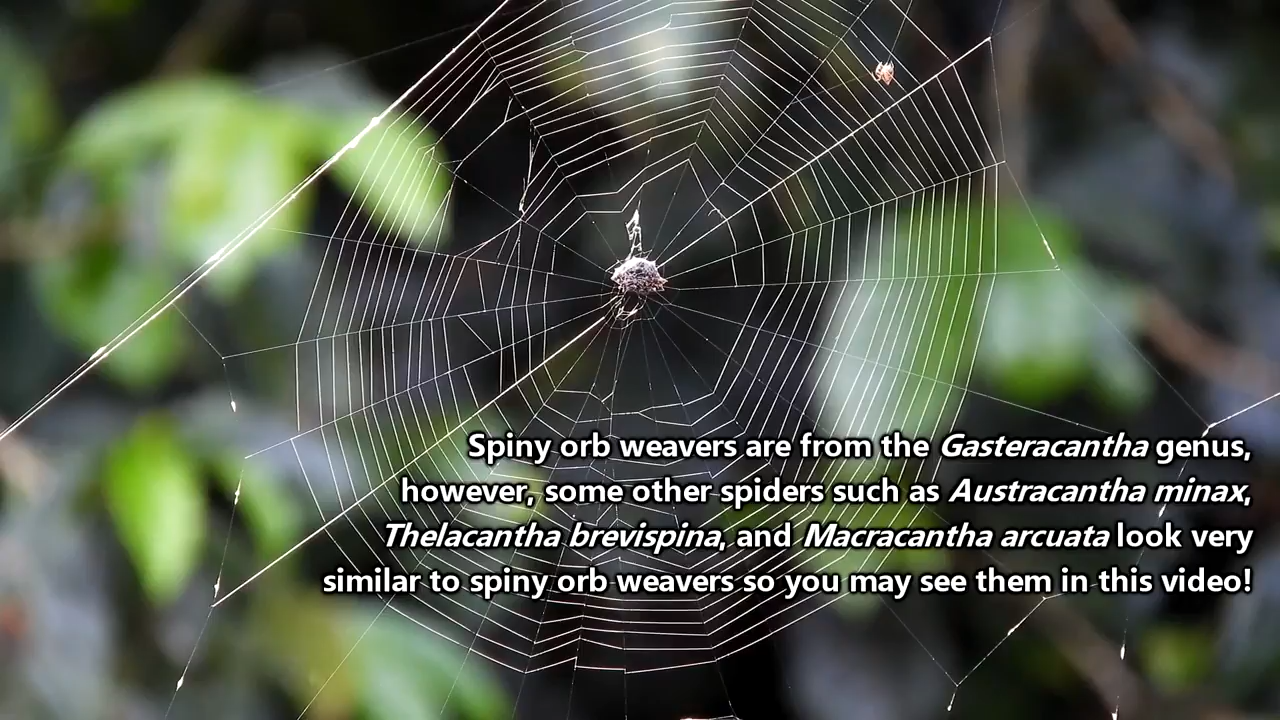 Spiny orb weavers are from the Gasteracantha genus,
however, some other spiders such as Austracantha minax,
Thelacantha brevispina, and Macracantha arcuata look very
similar to spiny orb weavers so you may see them in this video!